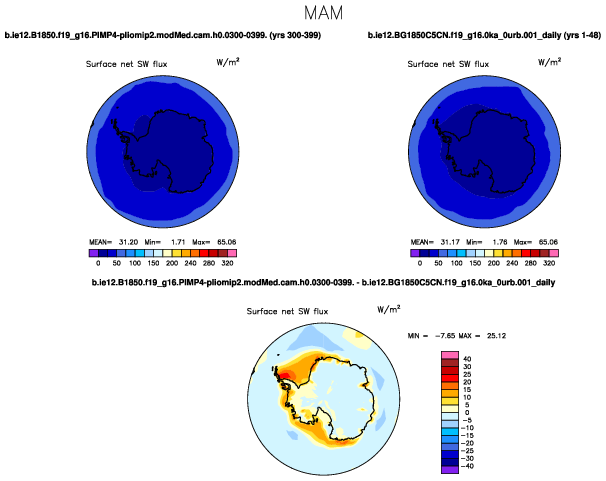 MAM
b.ie12.B1850.f19_g16.PIMP4-pliomip2.modMed.cam.h0.0300-0399. (yrs 300-399)
b.ie12.BG1850C5CN.f19_g16.0ka_0urb.001_daily (yrs 1-48)
Surface net SW flux W/m²
Surface net SW flux W/m²
MEAN= 31.20 Min= 1.71 Max= 65.06
MEAN= 31.17 Min= 1.76 Max= 65.06
0 50 100 150 200 240 280 320
0 50 100 150 200 240 280 320
b.ie12.B1850.f19_g16.PIMP4-pliomip2.modMed.cam.h0.0300-0399. - b.ie12.BG1850C5CN.f19_g16.0ka_0urb.001_daily
Surface net SW flux W/m²
MIN = -7.65 MAX = 25.12
40
35
30
25
20
15
10
5
0
-5
-10
-15
-20
-25
-30
-35
-40